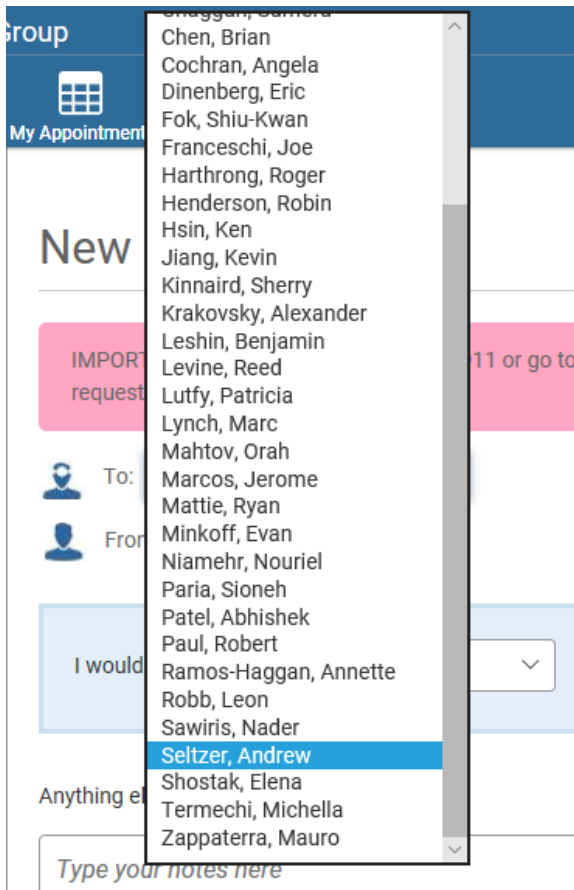 Group
My Appointment
Chen, Brian
Cochran, Angela
Dinenberg, Eric
Fok, Shiu-Kwan
Franceschi, Joe
Harthrong, Roger
Henderson, Robin
Hsin, Ken
Jiang, Kevin
Kinnaird, Sherry
Krakovsky, Alexander
Leshin, Benjamin
Levine, Reed
Lutfy, Patricia
Lynch, Marc
Mahtov, Orah
Marcos, Jerome
Mattie, Ryan
Minkoff, Evan
Niamehr, Nouriel
Paria, Sioneh
Patel, Abhishek
Paul, Robert
Ramos-Haggan, Annette
Robb, Leon
Sawiris, Nader
Seltzer, Andrew
Shostak, Elena
Termechi, Michella
Zappaterra, Mauro
New
IMPORT 911 or go to
request
To:
From
I would
Anything el
Type your notes here